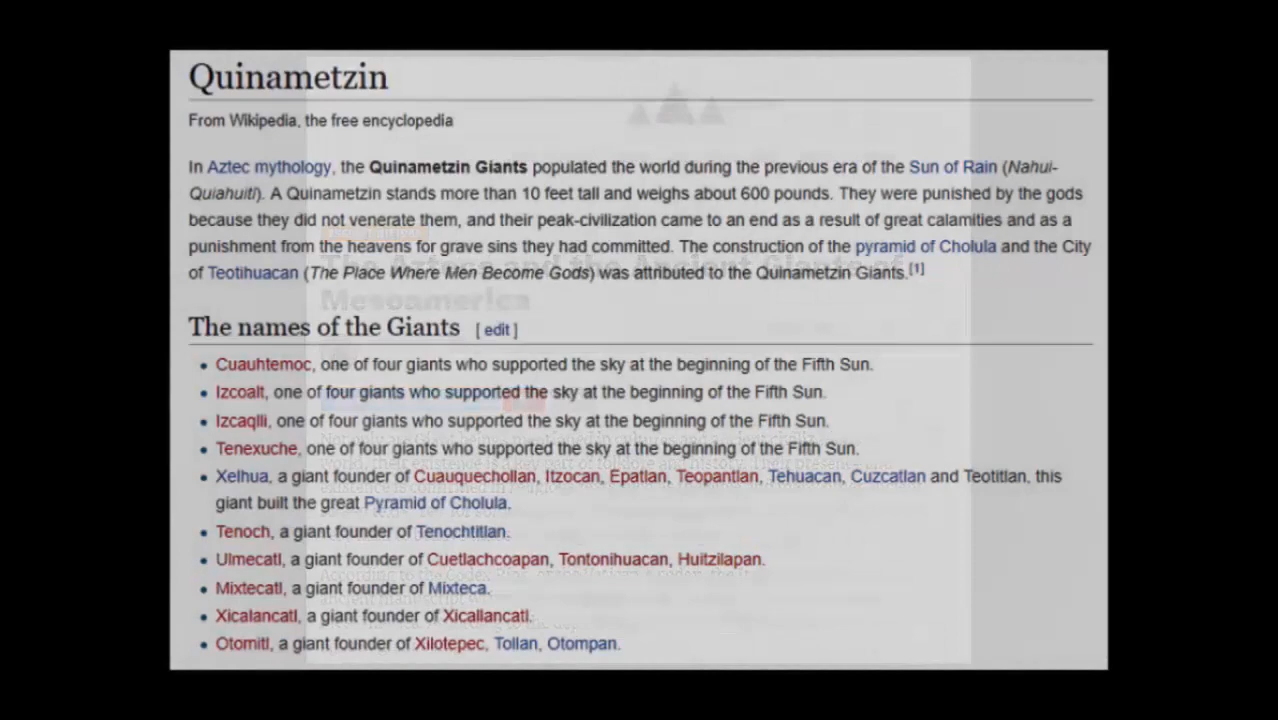 Quinametzin
From Wikipedia, the free encyclopedia
In Aztec mythology, the Quinametzin Giants populated the world during the previous era of the Sun of Rain (Nahui-
Quiahuitl). A Quinametzin stands more than 10 feet tall and weighs about 600 pounds. They were punished by the gods
because they did not venerate them, and their peak-civilization came to an end as a result of great calamities and as a
punishment from the heavens for grave sins they had committed. The construction of the pyramid of Cholula and the City
of Teotihuacan (The Place Where Men Become Gods) was attributed to the Quinametzin Giants.[1]
The Aztecs and the Ancient Giants of
Mesoamerica
The names of the Giants [ edit ]
Cuauhtemoc, one of four giants who supported the sky at the beginning of the Fifth Sun.
Izcoalt, one of four giants who supported the sky at the beginning of the Fifth Sun.
Izcaqlli, one of four giants who supported the sky at the beginning of the Fifth Sun.
Tenexuche, one of four giants who supported the sky at the beginning of the Fifth Sun.
Xelhua, a giant founder of Cuauquechollan, Itzocan, Epatlan, Teopantlan, Tehuacan, Cuzcatlan and Teotitlan, this
giant built the great Pyramid of Cholula.
Tenoch, a giant founder of Tenochtitlan.
Ulmecatl, a giant founder of Cuetlachcoapan, Tontonihuacan, Huitzilapan.
Mixtecatl, a giant founder of Mixteca.
Xicalancatl, a giant founder of Xicallancatl.
Otomitl, a giant founder of Xilotepec, Tollan, Otompan.